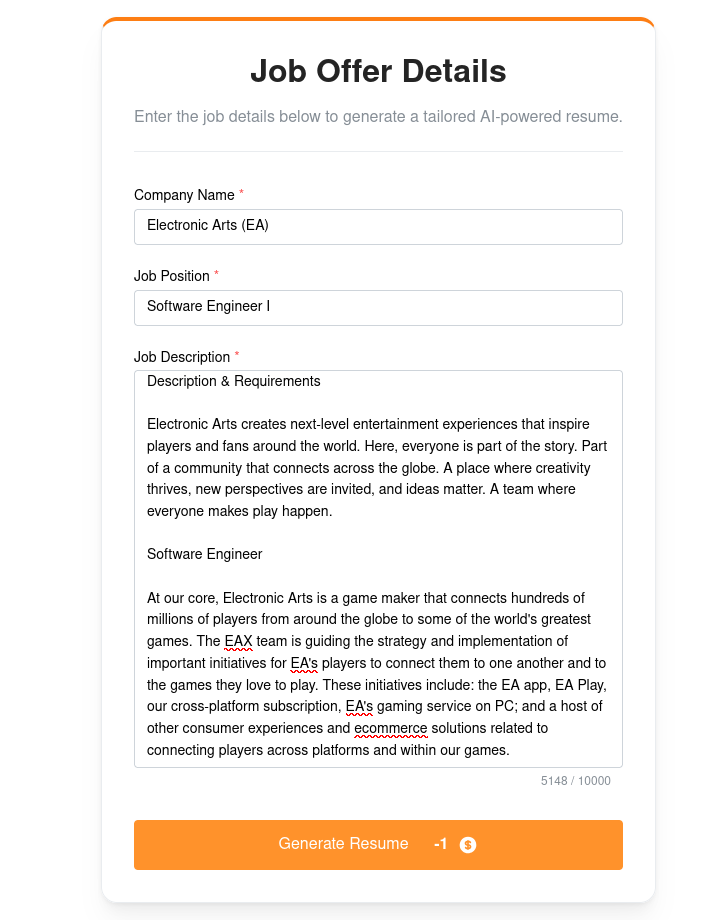 Job Offer Details
Enter the job details below to generate a tailored AI-powered resume.
Company Name *
Electronic Arts (EA)
Job Position *
Software Engineer I
Job Description *
Description & Requirements
Electronic Arts creates next-level entertainment experiences that inspire
players and fans around the world. Here, everyone is part of the story. Part
of a community that connects across the globe. A place where creativity
thrives, new perspectives are invited, and ideas matter. A team where
everyone makes play happen.
Software Engineer
At our core, Electronic Arts is a game maker that connects hundreds of
millions of players from around the globe to some of the world's greatest
games. The EAX team is guiding the strategy and implementation of
important initiatives for EA's players to connect them to one another and to
the games they love to play. These initiatives include: the EA app, EA Play,
our cross-platform subscription, EA's gaming service on PC; and a host of
other consumer experiences and ecommerce solutions related to
connecting players across platforms and within our games.
5148 / 10000
Generate Resume -1 $